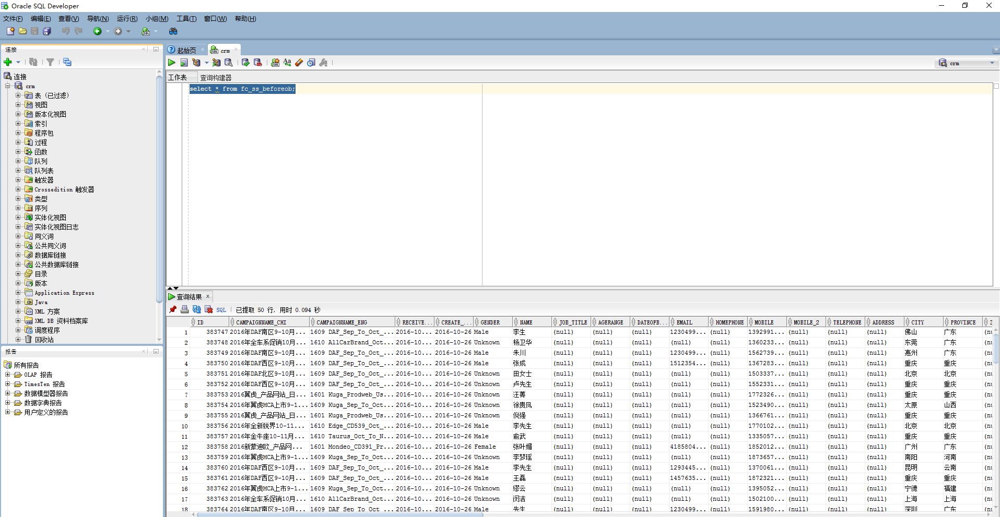 Oracle SQL Developer
文件(F) 编辑(E) 查看(V) 导航(N) 运行(R) 小组(M) 工具(T) 窗口(W) 帮助(H)
连接
连接
crm
表 (已过滤)
视图
版本化视图
索引
程序包
过程
函数
队列
队列表
触发器
Crossedition 触发器
类型
序列
实体化视图
实体化视图日志
同义词
公共同义词
数据库链接
公共数据库链接
目录
版本
Application Express
Java
XML 方案
XML DB 资料档案库
调度程序
回收站
报告
所有报告
OLAP 报告
TimesTen 报告
数据模型器报告
数据字典报告
用户定义的报告
起始页 crm
crm
工作表 查询构建器
select * from fc_ss_beforeob;
查询结果
SQL 已提取 50 行, 用时 0.094 秒
ID CAMPAIGNNAME_CHI CAMPAIGNNAME_ENG RECEIVE... CREATE_... GENDER NAME JOB_TITLE AGERANGE DATEOFB... EMAIL HOMEPHONE MOBILE MOBILE_2 TELEPHONE ADDRESS CITY PROVINCE Z
1 383747 2016年DAF南区9-10月... 1609 DAF_Sep_To_Oct_... 2016-10... 2016-10-26 Male 李生 (null) (null) (null) 1230499... (null) 1392991... (null) (null) (null) 佛山 广东 (nu
2 383748 2016年全车系促销10月... 1610 AllCarBrand_Oct... 2016-10... 2016-10-26 Unknown 杨卫华 (null) (null) (null) (null) (null) 1360233... (null) (null) (null) 东莞 广东 (nu
3 383749 2016年DAF南区9-10月... 1609 DAF_Sep_To_Oct_... 2016-10... 2016-10-26 Male 朱川 (null) (null) (null) 1230499... (null) 1562739... (null) (null) (null) 惠州 广东 (nu
4 383750 2016年DAF西区9-10月... 1609 DAF_Sep_To_Oct_... 2016-10... 2016-10-26 Male 张成 (null) (null) (null) 1512354... (null) 1367283... (null) (null) (null) 重庆 重庆 (nu
5 383751 2016年DAF北区9-10月... 1609 DAF_Sep_To_Oct_... 2016-10... 2016-10-26 Unknown 田女士 (null) (null) (null) (null) (null) 1503337... (null) (null) (null) 北京 北京 (nu
6 383752 2016年DAF西区9-10月... 1609 DAF_Sep_To_Oct_... 2016-10... 2016-10-26 Unknown 卢先生 (null) (null) (null) (null) (null) 1552331... (null) (null) (null) 重庆 重庆 (nu
7 383753 2016翼虎_产品网站_日... 1601 Kuga_Prodweb_Us... 2016-10... 2016-10-26 Unknown 汪菁 (null) (null) (null) (null) (null) 1772326... (null) (null) (null) 重庆 重庆 (nu
8 383754 2016年翼虎MCA上市9-1... 1609 Kuga_Sep_To_Oct... 2016-10... 2016-10-26 Unknown 徐贵凤 (null) (null) (null) (null) (null) 1523490... (null) (null) (null) 太原 山西 (nu
9 383755 2016翼虎_产品网站_日... 1601 Kuga_Prodweb_Us... 2016-10... 2016-10-26 Unknown 倪强 (null) (null) (null) (null) (null) 1366761... (null) (null) (null) 重庆 重庆 (nu
10 383756 2016年全新锐界10-11... 1610 Edge_CD539_Oct_... 2016-10... 2016-10-26 Male 李先生 (null) (null) (null) (null) (null) 1770102... (null) (null) (null) 北京 北京 (nu
11 383757 2016年金牛座10-11月... 1610 Taurus_Oct_To_N... 2016-10... 2016-10-26 Male 俞武 (null) (null) (null) (null) (null) 1335057... (null) (null) (null) 重庆 重庆 (nu
12 383758 2016新蒙迪欧_产品网... 1601 Mondeo_CD391_Pr... 2016-10... 2016-10-26 Female 张叶媚 (null) (null) (null) 4185804... (null) 1852012... (null) (null) (null) 广州 广东 (nu
13 383759 2016年翼虎MCA上市9-1... 1609 Kuga_Sep_To_Oct... 2016-10... 2016-10-26 Unknown 李梦瑶 (null) (null) (null) (null) (null) 1873657... (null) (null) (null) 南阳 河南 (nu
14 383760 2016年DAF西区9-10月... 1609 DAF_Sep_To_Oct_... 2016-10... 2016-10-26 Male 李先生 (null) (null) (null) 1293445... (null) 1370061... (null) (null) (null) 昆明 云南 (nu
15 383761 2016年DAF西区9-10月... 1609 DAF_Sep_To_Oct_... 2016-10... 2016-10-26 Male 王磊 (null) (null) (null) 1457635... (null) 1872321... (null) (null) (null) 重庆 重庆 (nu
16 383762 2016年翼虎MCA上市9-1... 1609 Kuga_Sep_To_Oct... 2016-10... 2016-10-26 Unknown 缪云 (null) (null) (null) (null) (null) 1395052... (null) (null) (null) 宁德 福建 (nu
17 383763 2016年全车系促销10月... 1610 AllCarBrand_Oct... 2016-10... 2016-10-26 Unknown 闵洁 (null) (null) (null) (null) (null) 1502100... (null) (null) (null) 上海 上海 (nu
18 383764 2016年DAF南区9-10月... 1609 DAF_Sep_To_Oct_... 2016-10... 2016-10-26 Male 先生 (null) (null) (null) 1230499... (null) 1591980... (null) (null) (null) 深圳 广东 (nu